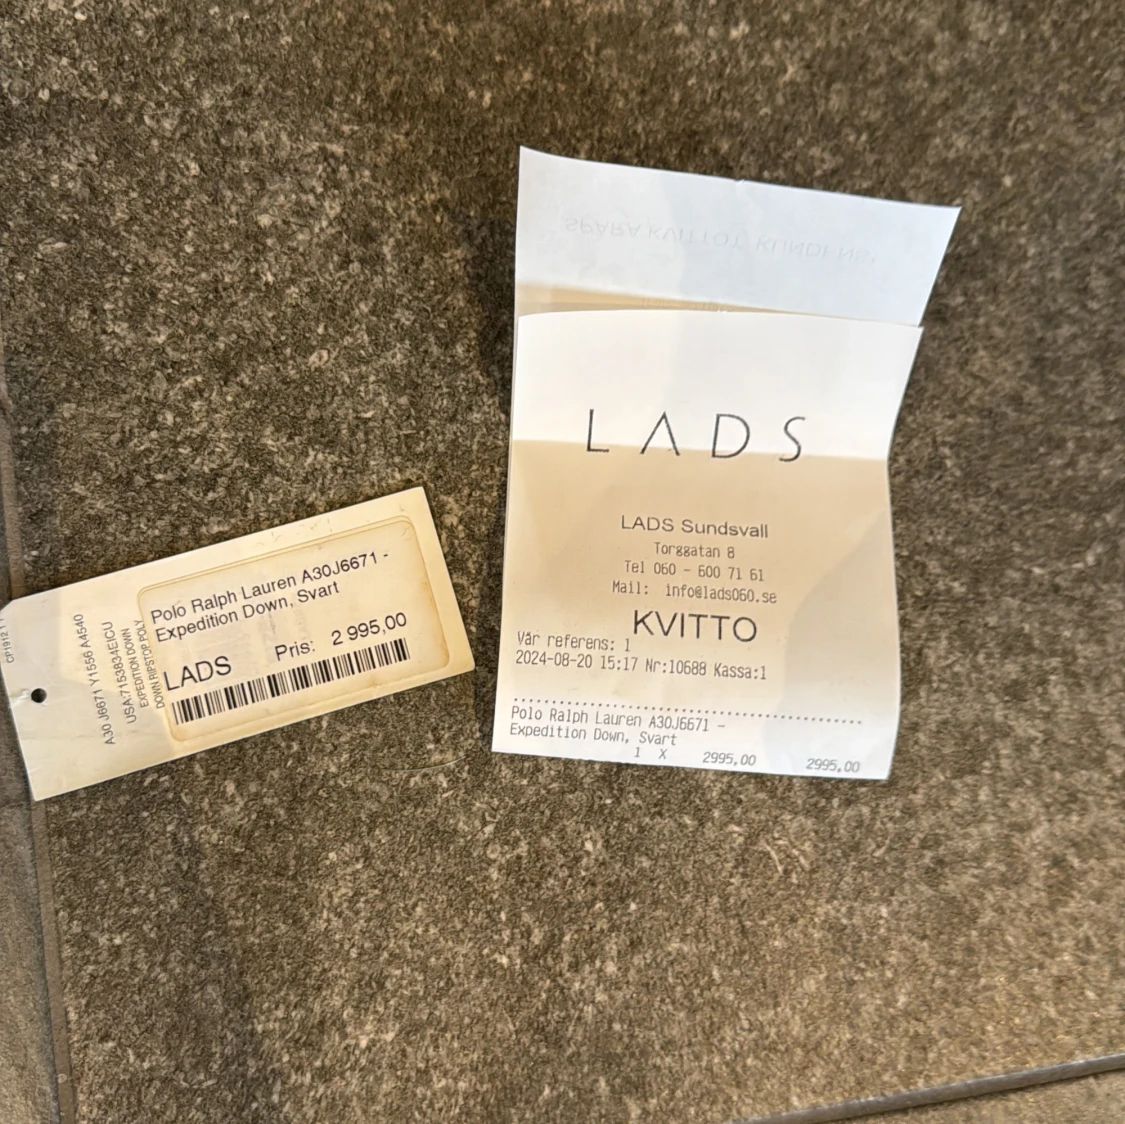 SPARA KVITTOT
L A D S
LADS Sundsvall
Torggatan 8
Tel 060 - 600 71 61
Mail: info@lads060.se
KVITTO
Vår referens: 1
2024-08-20 15:17 Nr:10688 Kassa:1
Polo Ralph Lauren A30J6671 -
Expedition Down, Svart
1 X 2995,00 2995,00
Polo Ralph Lauren A30J6671 -
Expedition Down, Svart
LADS Pris: 2 995,00
A30 J6671 Y1556 A4540
EXPEDITION DOWN
DOWN RIPSTOP POLY